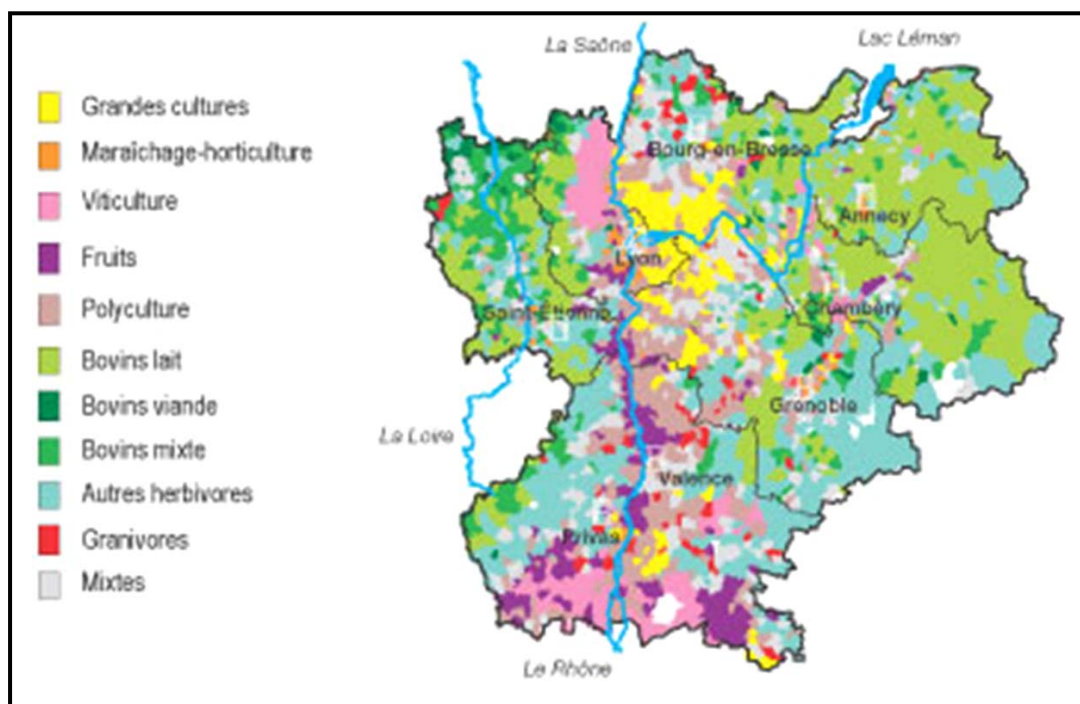 La Saône
Lac Léman
Grandes cultures
Maraîchage-horticulture
Viticulture
Fruits
Polyculture
Bovins lait
Bovins viande
Bovins mixte
Autres herbivores
Granivores
Mixtes
Bourg-en-Bresse
Annecy
Lyon
Saint-Étienne
Chambéry
Grenoble
La Loire
Valence
Privas
Le Rhône